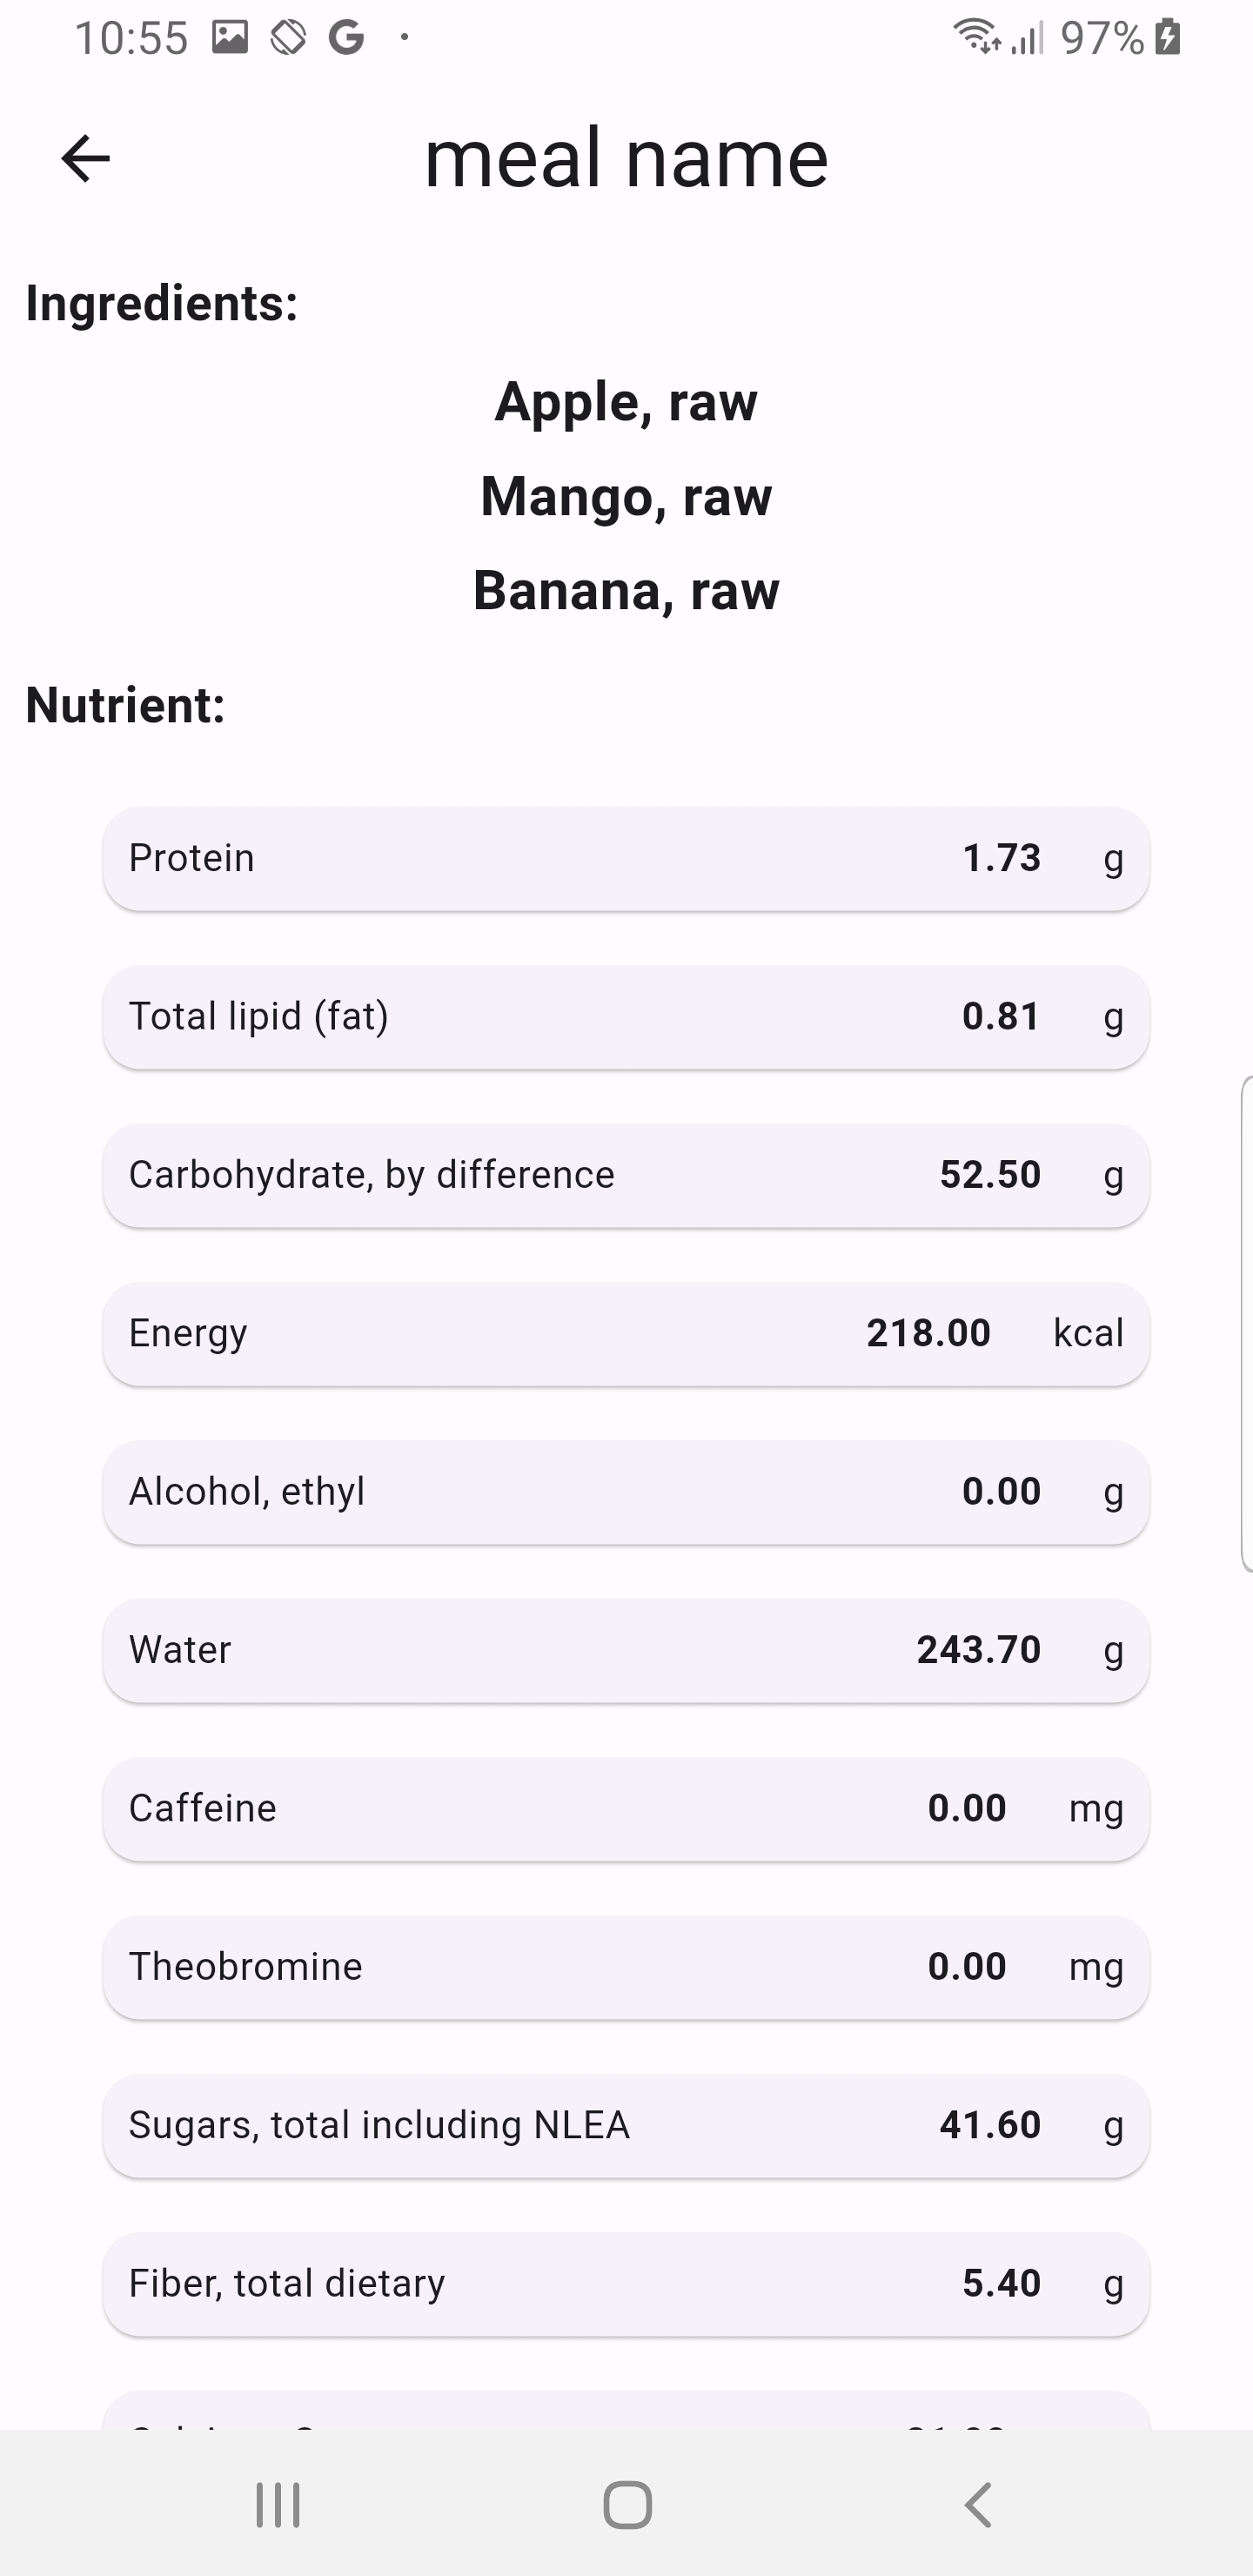 10:55 97%
meal name
Ingredients:
Apple, raw
Mango, raw
Banana, raw
Nutrient:
Protein 1.73 g
Total lipid (fat) 0.81 g
Carbohydrate, by difference 52.50 g
Energy 218.00 kcal
Alcohol, ethyl 0.00 g
Water 243.70 g
Caffeine 0.00 mg
Theobromine 0.00 mg
Sugars, total including NLEA 41.60 g
Fiber, total dietary 5.40 g